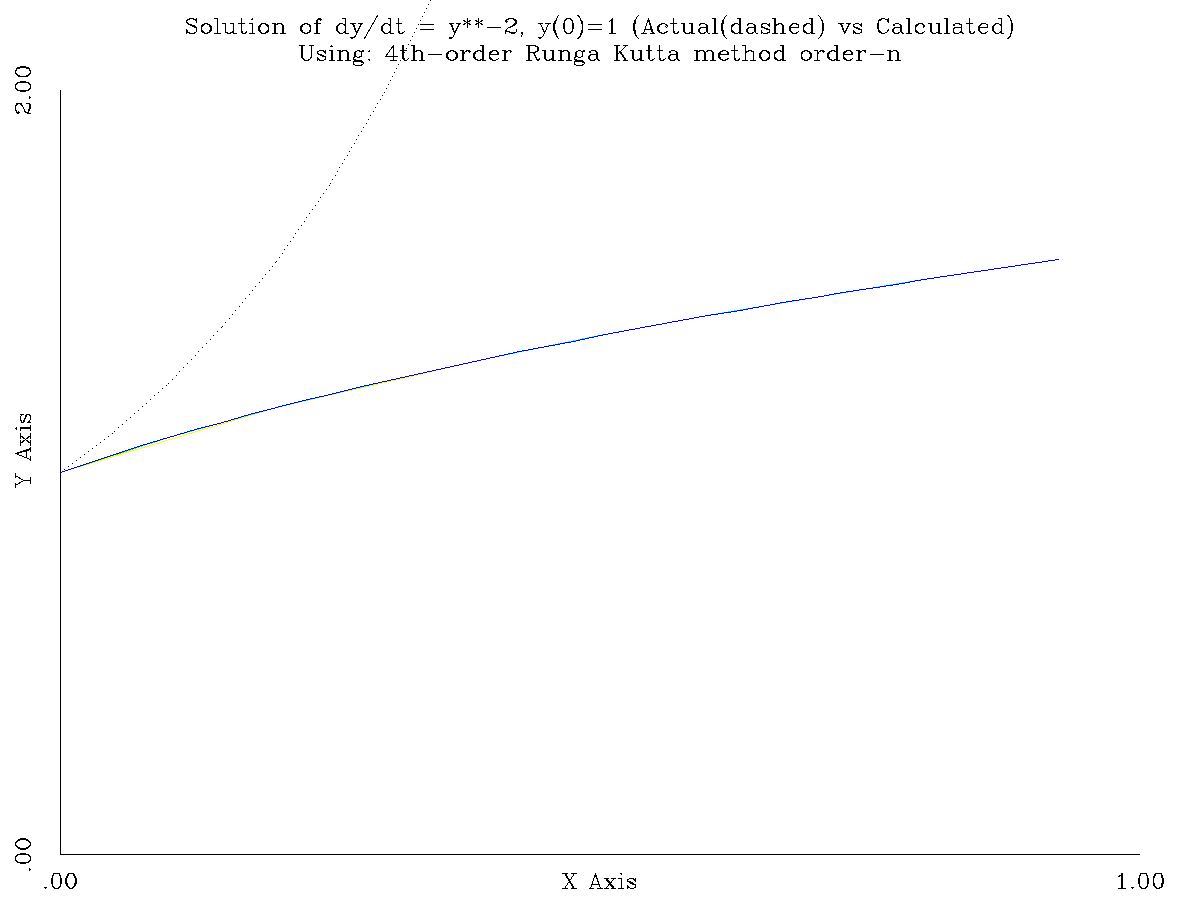 Solution of dy/dt = y**-2, y(0)=1 (Actual(dashed) vs Calculated)
Using: 4th-order Runga Kutta method order-n
2.00
Y Axis
.00
.00
X Axis
1.00